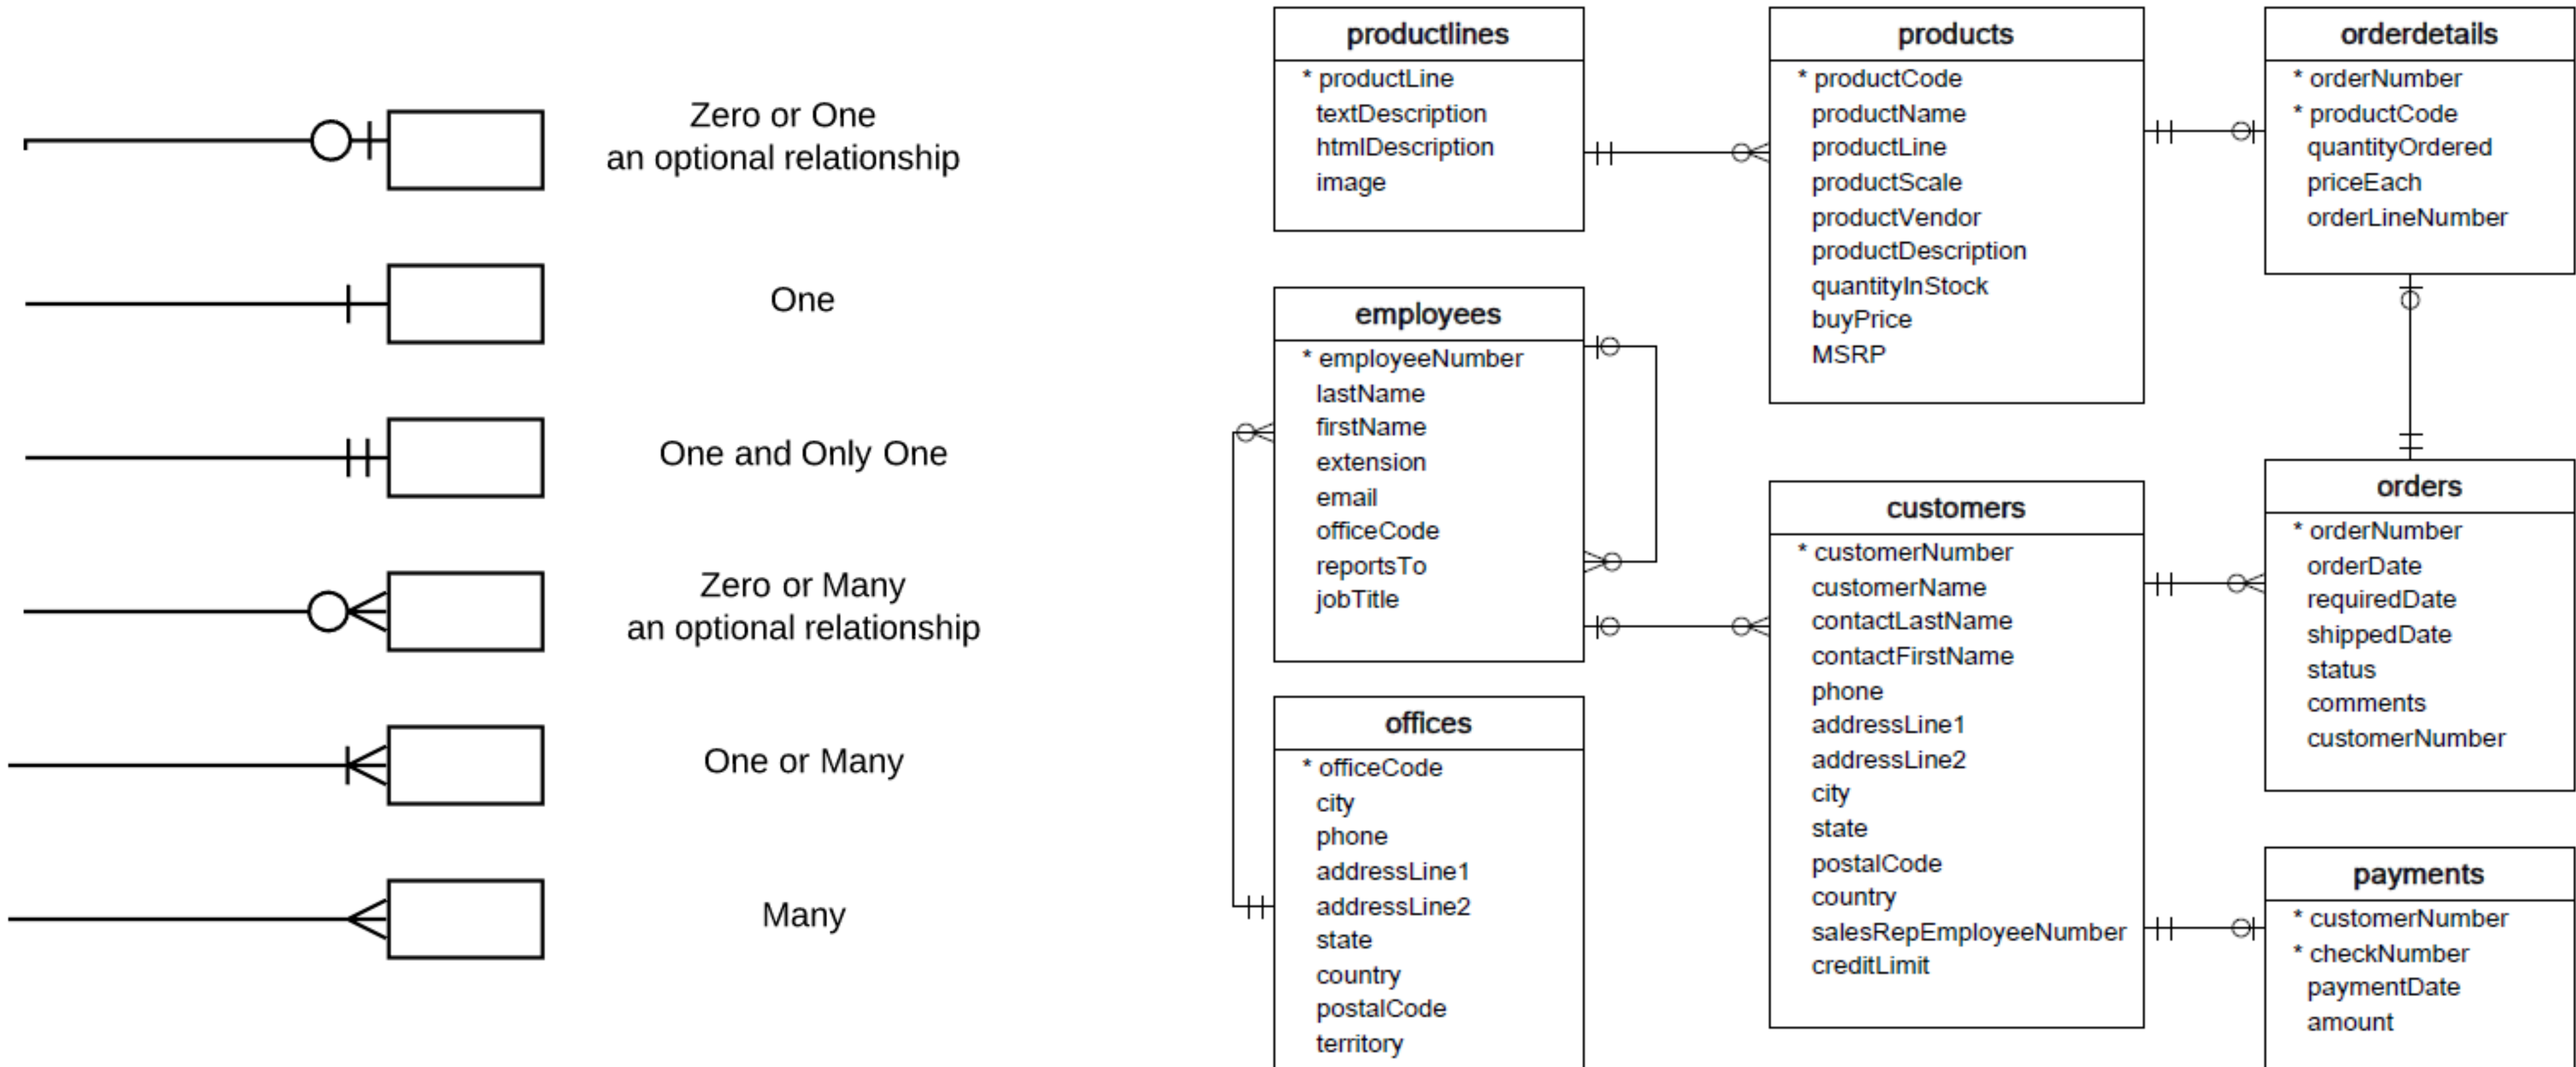 Zero or One
an optional relationship
One
One and Only One
Zero or Many
an optional relationship
One or Many
Many
productlines
* productLine
textDescription
htmlDescription
image
products
* productCode
productName
productLine
productScale
productVendor
productDescription
quantityInStock
buyPrice
MSRP
orderdetails
* orderNumber
* productCode
quantityOrdered
priceEach
orderLineNumber
employees
* employeeNumber
lastName
firstName
extension
email
officeCode
reportsTo
jobTitle
customers
* customerNumber
customerName
contactLastName
contactFirstName
phone
addressLine1
addressLine2
city
state
postalCode
country
salesRepEmployeeNumber
creditLimit
orders
* orderNumber
orderDate
requiredDate
shippedDate
status
comments
customerNumber
offices
* officeCode
city
phone
addressLine1
addressLine2
state
country
postalCode
territory
payments
* customerNumber
* checkNumber
paymentDate
amount